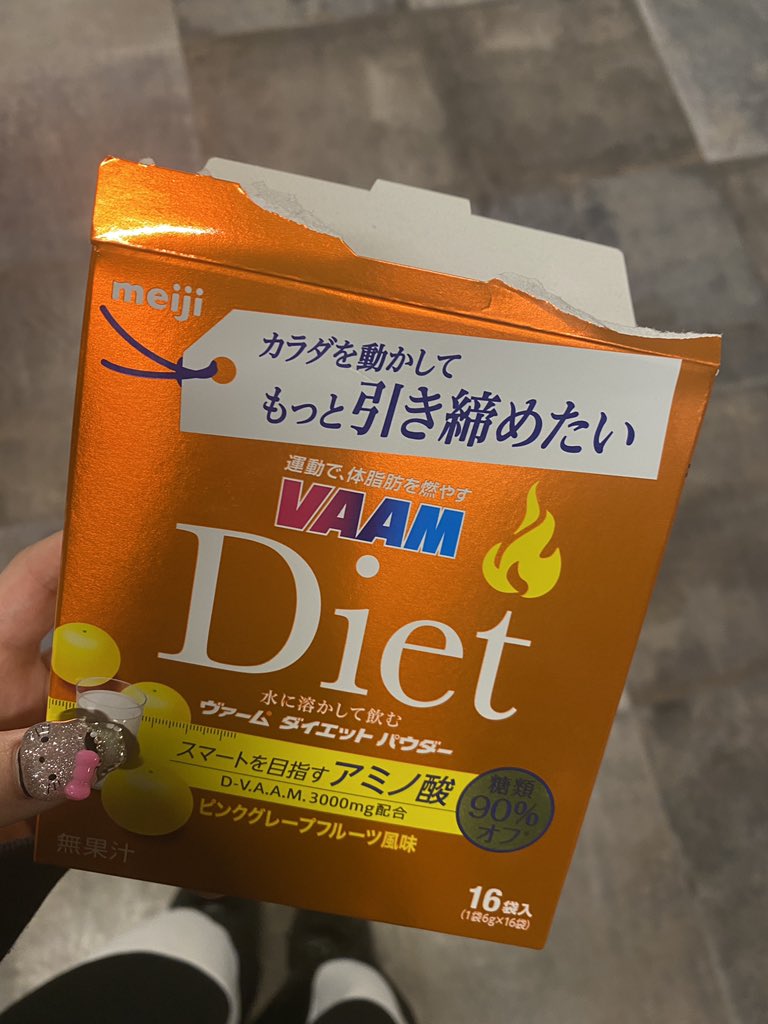 meiji
カラダを動かして
もっと引き締めたい
運動で、体脂肪を燃やす
VAAM
Diet
水に溶かして飲む
ヴァーム® ダイエット パウダー
スマートを目指すアミノ酸
D-V.A.A.M. 3000mg配合
ピンクグレープフルーツ風味
糖類
90%
オフ*
無果汁
16袋入
(1袋6g×16袋)